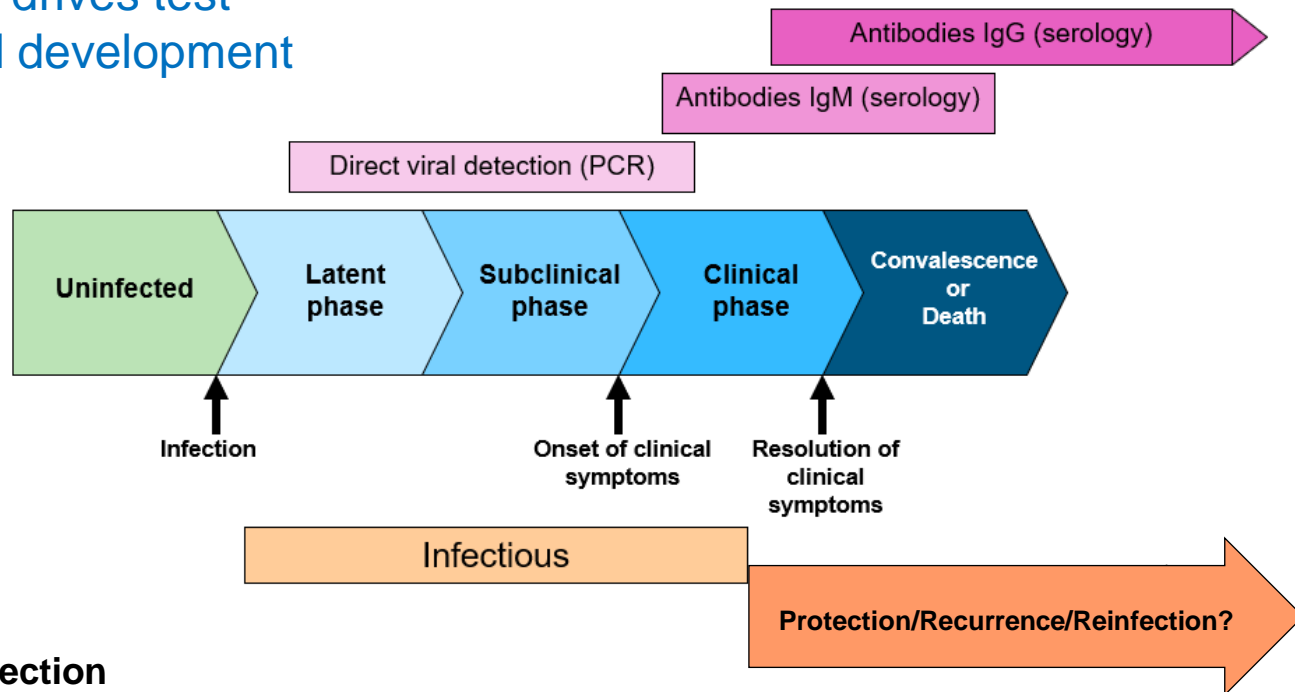 drives test
development
Antibodies IgG (serology)
Antibodies IgM (serology)
Direct viral detection (PCR)
Uninfected
Latent
phase
Subclinical
phase
Clinical
phase
Convalescence
or
Death
Infection
Onset of clinical
symptoms
Resolution of
clinical
symptoms
Infectious
Protection/Recurrence/Reinfection?
ection